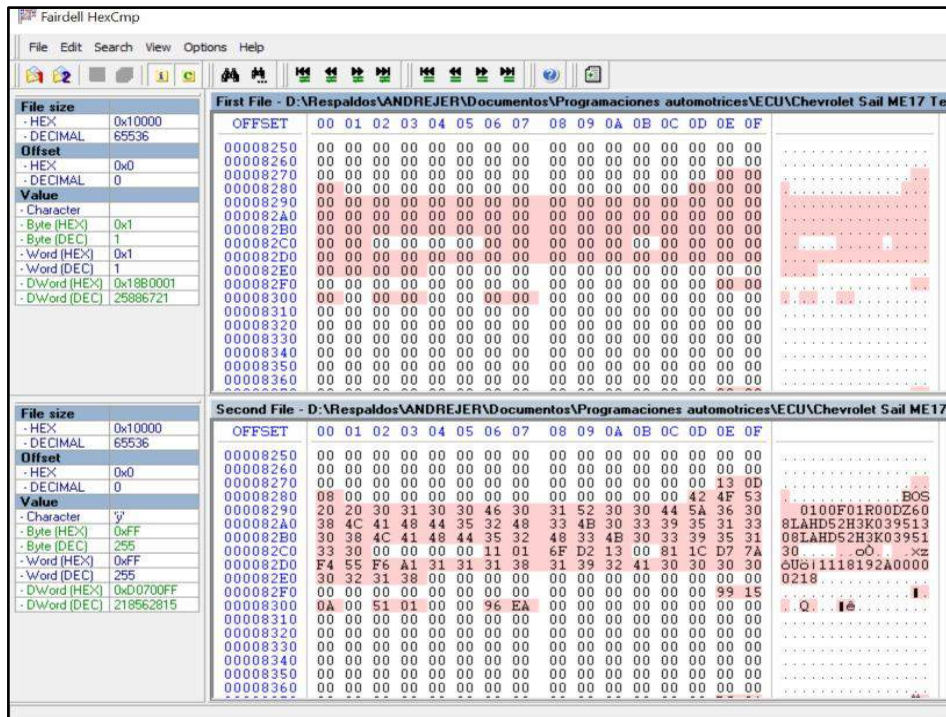 Fairdell HexCmp
File Edit Search View Options Help
File size
- HEX 0x10000
- DECIMAL 65536
Offset
- HEX 0x0
- DECIMAL 0
Value
- Character
- Byte (HEX) 0x1
- Byte (DEC) 1
- Word (HEX) 0x1
- Word (DEC) 1
- DWord (HEX) 0x18B0001
- DWord (DEC) 25886721
First File - D:\Respaldos\ANDREJER\Documentos\Programaciones automotrices\ECU\Chevrolet Sail ME17 Te
OFFSET 00 01 02 03 04 05 06 07 08 09 0A 0B 0C 0D 0E 0F
00008250 00 00 00 00 00 00 00 00 00 00 00 00 00 00 00 00 ................
00008260 00 00 00 00 00 00 00 00 00 00 00 00 00 00 00 00 ................
00008270 00 00 00 00 00 00 00 00 00 00 00 00 00 00 00 00 ................
00008280 00 00 00 00 00 00 00 00 00 00 00 00 00 00 00 00 ................
00008290 00 00 00 00 00 00 00 00 00 00 00 00 00 00 00 00 ................
000082A0 00 00 00 00 00 00 00 00 00 00 00 00 00 00 00 00 ................
000082B0 00 00 00 00 00 00 00 00 00 00 00 00 00 00 00 00 ................
000082C0 00 00 00 00 00 00 00 00 00 00 00 00 00 00 00 00 ................
000082D0 00 00 00 00 00 00 00 00 00 00 00 00 00 00 00 00 ................
000082E0 00 00 00 00 00 00 00 00 00 00 00 00 00 00 00 00 ................
000082F0 00 00 00 00 00 00 00 00 00 00 00 00 00 00 00 00 ................
00008300 00 00 00 00 00 00 00 00 00 00 00 00 00 00 00 00 ................
00008310 00 00 00 00 00 00 00 00 00 00 00 00 00 00 00 00 ................
00008320 00 00 00 00 00 00 00 00 00 00 00 00 00 00 00 00 ................
00008330 00 00 00 00 00 00 00 00 00 00 00 00 00 00 00 00 ................
00008340 00 00 00 00 00 00 00 00 00 00 00 00 00 00 00 00 ................
00008350 00 00 00 00 00 00 00 00 00 00 00 00 00 00 00 00 ................
00008360 00 00 00 00 00 00 00 00 00 00 00 00 00 00 00 00 ................
File size
- HEX 0x10000
- DECIMAL 65536
Offset
- HEX 0x0
- DECIMAL 0
Value
- Character 'ÿ'
- Byte (HEX) 0xFF
- Byte (DEC) 255
- Word (HEX) 0xFF
- Word (DEC) 255
- DWord (HEX) 0xD0700FF
- DWord (DEC) 218562815
Second File - D:\Respaldos\ANDREJER\Documentos\Programaciones automotrices\ECU\Chevrolet Sail ME17
OFFSET 00 01 02 03 04 05 06 07 08 09 0A 0B 0C 0D 0E 0F
00008250 00 00 00 00 00 00 00 00 00 00 00 00 00 00 00 00 ................
00008260 00 00 00 00 00 00 00 00 00 00 00 00 00 00 00 00 ................
00008270 00 00 00 00 00 00 00 00 00 00 00 00 00 00 13 0D ................
00008280 08 00 00 00 00 00 00 00 00 00 00 00 00 42 4F 53 .............BOS
00008290 20 20 30 31 30 30 46 30 31 52 30 30 44 5A 36 30 0100F01R00DZ60
000082A0 38 4C 41 48 44 35 32 48 33 4B 30 33 39 35 31 33 8LAHD52H3K039513
000082B0 30 38 4C 41 48 44 35 32 48 33 4B 30 33 39 35 31 08LAHD52H3K03951
000082C0 33 30 00 00 00 00 11 01 6F D2 13 00 81 1C D7 7A 30......oÒ...×z
000082D0 F4 55 F6 A1 31 31 31 38 31 39 32 41 30 30 30 30 ôUö¡1118192A0000
000082E0 30 32 31 38 00 00 00 00 00 00 00 00 00 00 00 00 0218............
000082F0 00 00 00 00 00 00 00 00 00 00 00 00 00 00 99 15
00008300 0A 00 51 01 00 00 96 EA 00 00 00 00 00 00 00 00
00008310 00 00 00 00 00 00 00 00 00 00 00 00 00 00 00 00 ................
00008320 00 00 00 00 00 00 00 00 00 00 00 00 00 00 00 00 ................
00008330 00 00 00 00 00 00 00 00 00 00 00 00 00 00 00 00 ................
00008340 00 00 00 00 00 00 00 00 00 00 00 00 00 00 00 00 ................
00008350 00 00 00 00 00 00 00 00 00 00 00 00 00 00 00 00 ................
00008360 00 00 00 00 00 00 00 00 00 00 00 00 00 00 00 00 ................